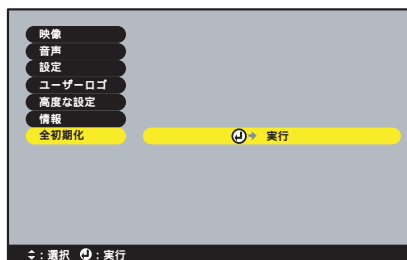 映像
音声
設定
ユーザーロゴ
高度な設定
情報
全初期化 実行
:選択 :実行